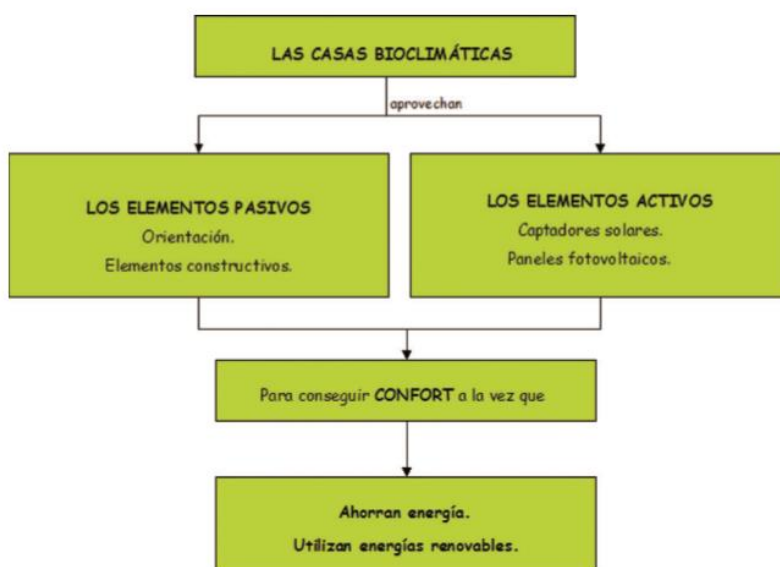 LAS CASAS BIOCLIMÁTICAS
aprovechan
LOS ELEMENTOS PASIVOS
Orientación.
Elementos constructivos.
LOS ELEMENTOS ACTIVOS
Captadores solares.
Paneles fotovoltaicos.
Para conseguir CONFORT a la vez que
Ahorran energía.
Utilizan energías renovables.